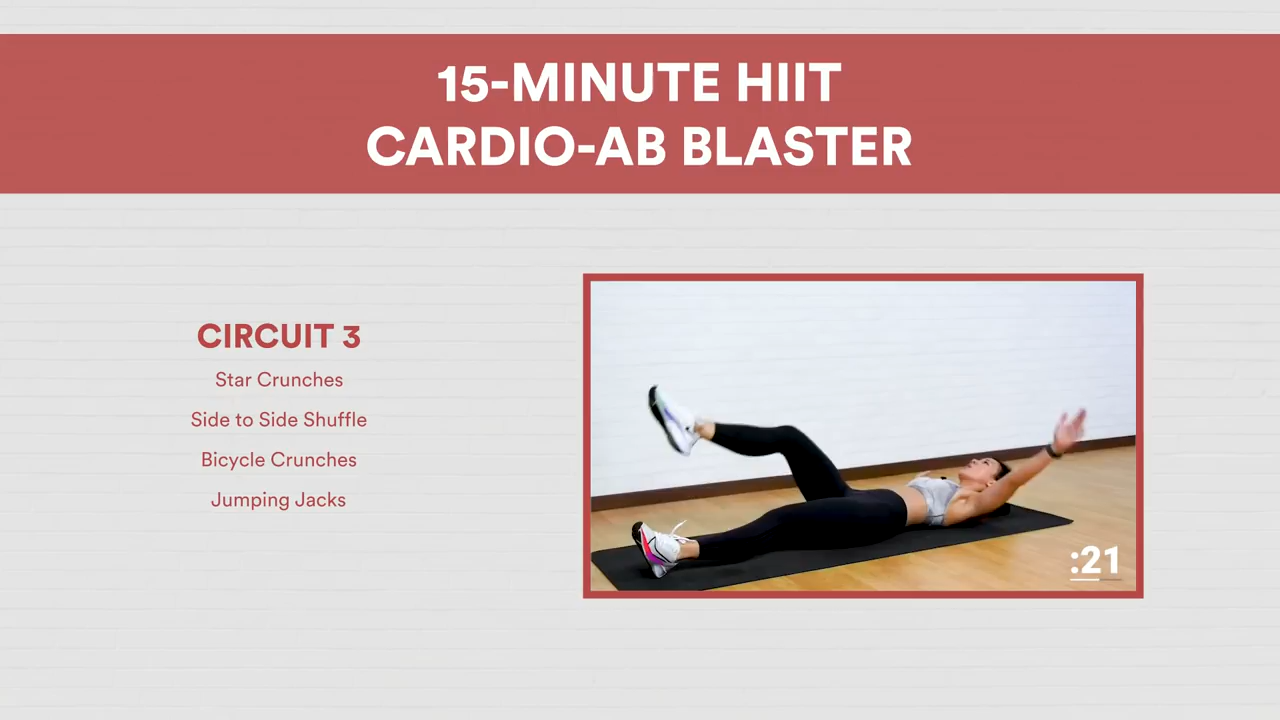 15-MINUTE HIIT
CARDIO-AB BLASTER
CIRCUIT 3
Star Crunches
Side to Side Shuffle
Bicycle Crunches
Jumping Jacks
:21